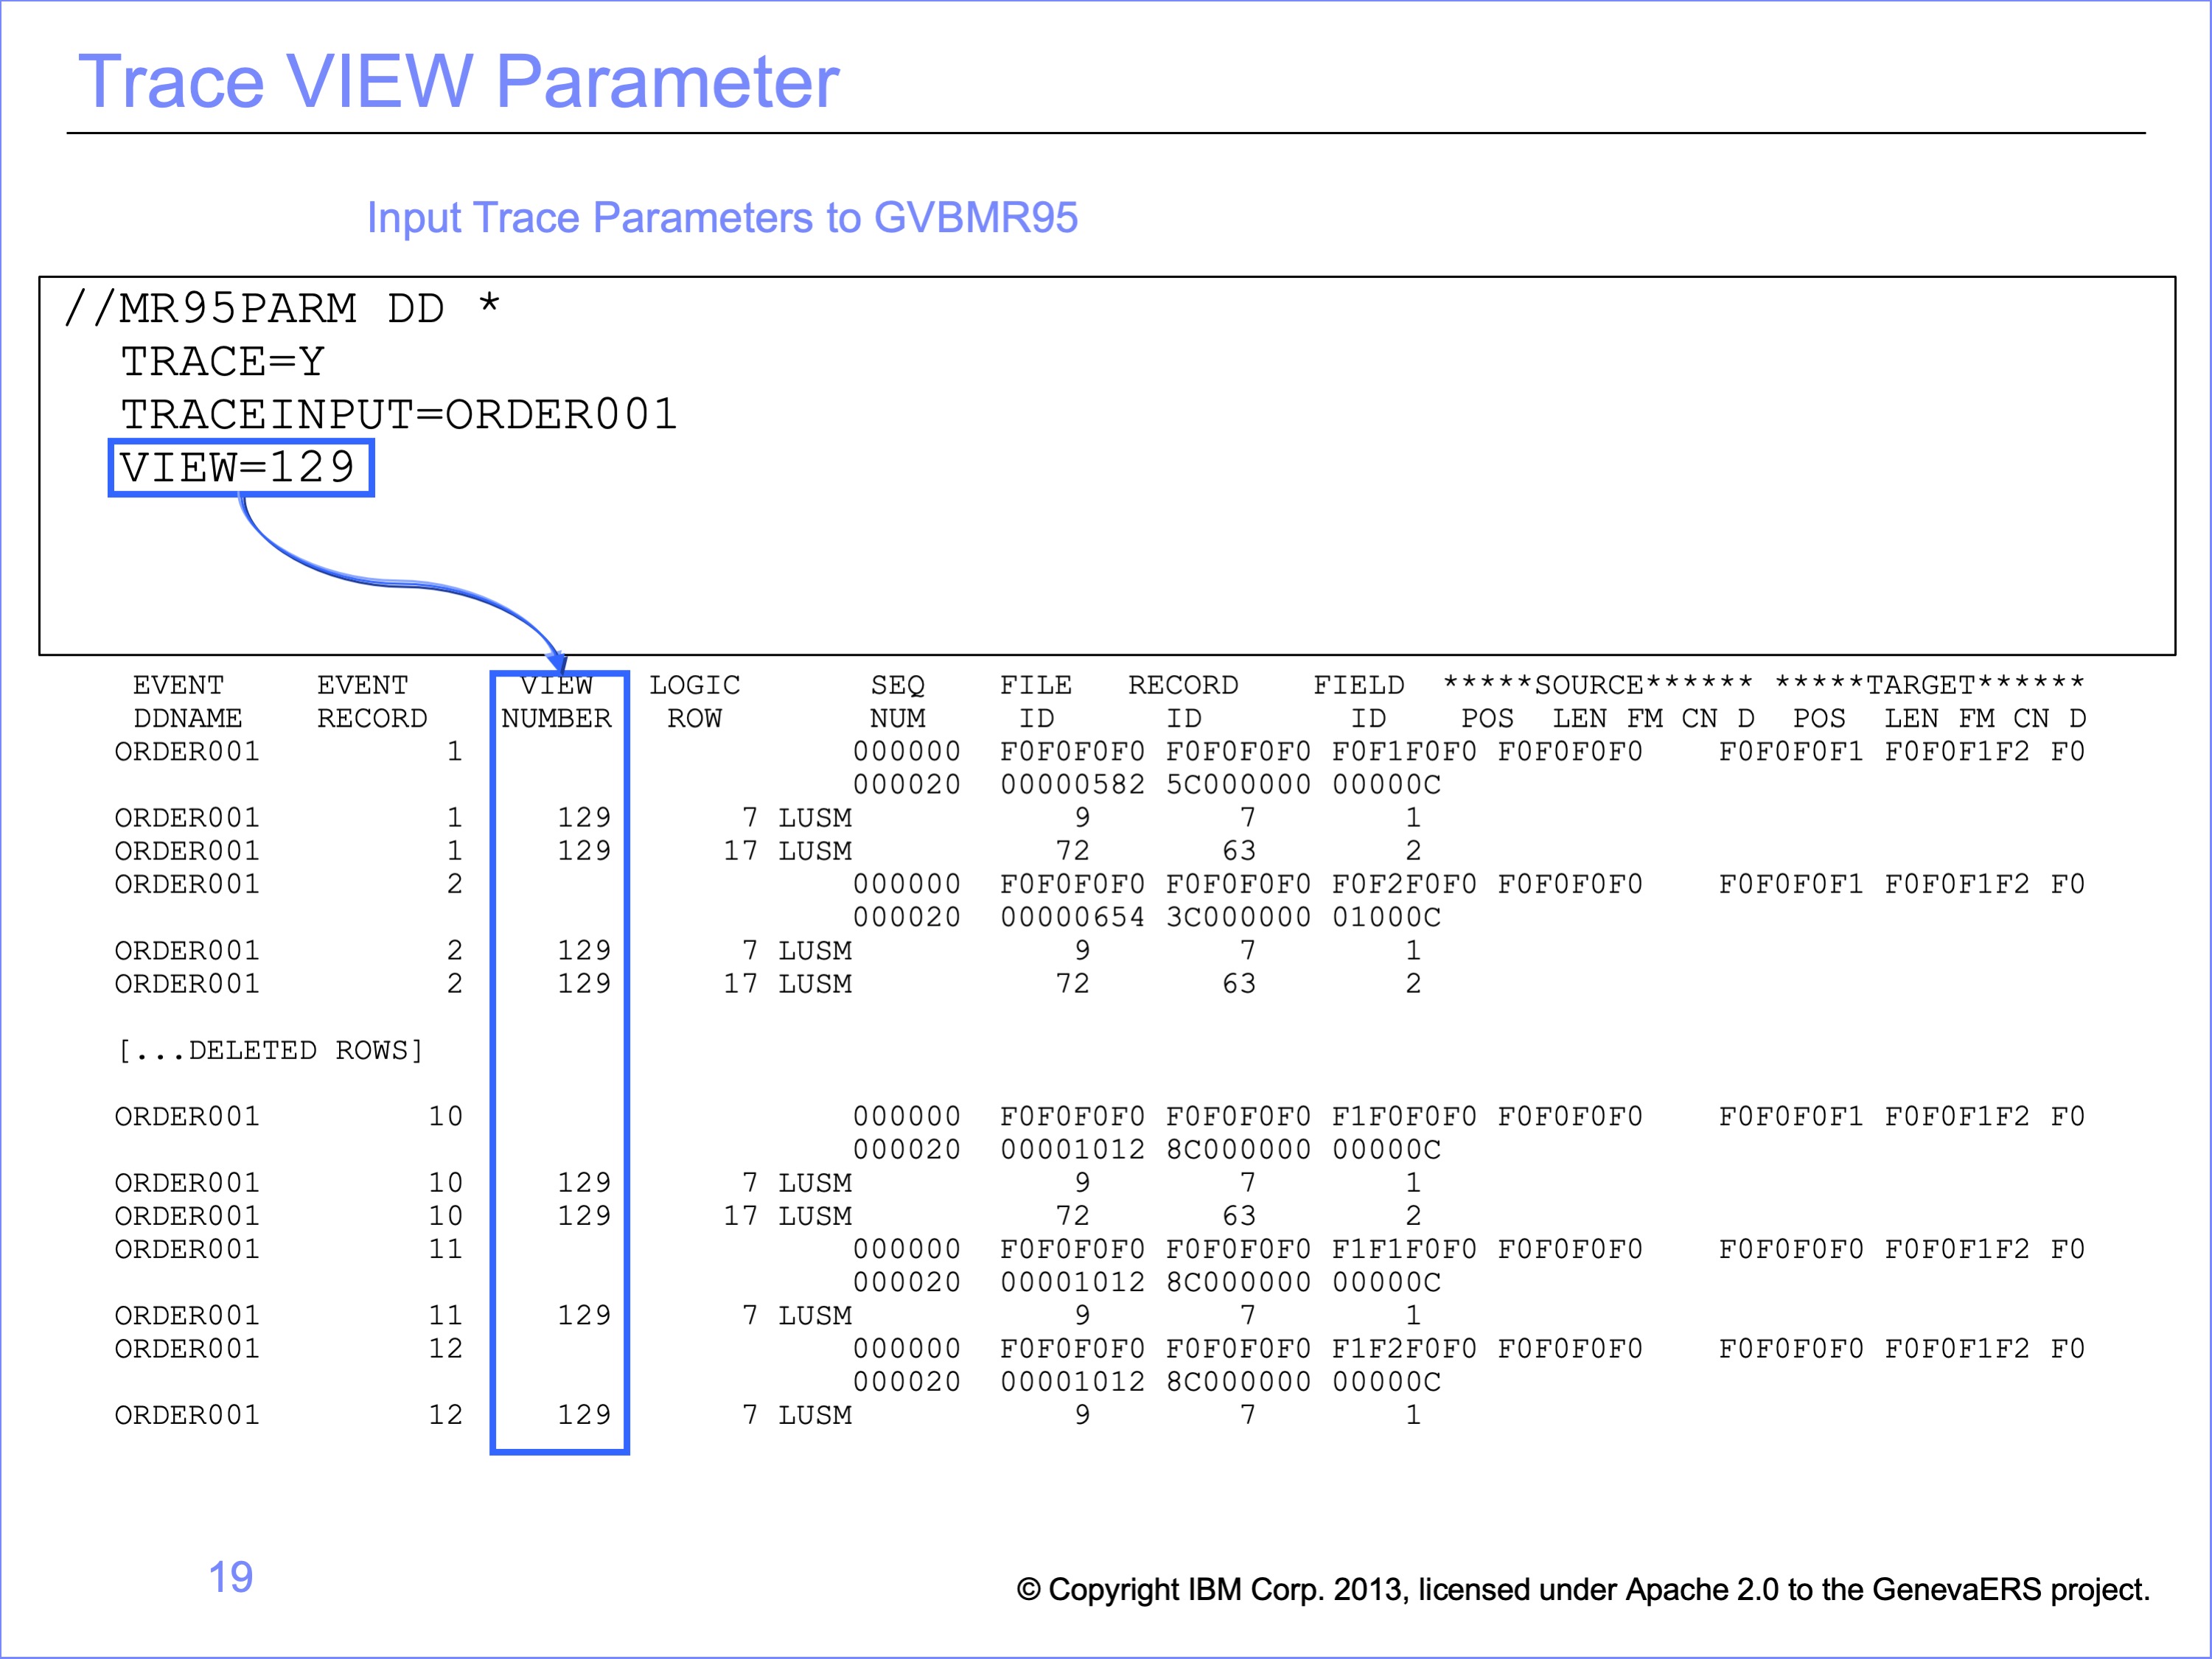 Trace VIEW Parameter
Input Trace Parameters to GVBMR95
//MR95PARM DD *
TRACE=Y
TRACEINPUT=ORDER001
VIEW=129
EVENT EVENT VIEW LOGIC SEQ FILE RECORD FIELD *****SOURCE****** *****TARGET******
DDNAME RECORD NUMBER ROW NUM ID ID ID POS LEN FM CN D POS LEN FM CN D
ORDER001 1 000000 F0F0F0F0 F0F0F0F0 F0F1F0F0 F0F0F0F0 F0F0F0F1 F0F0F1F2 F0
000020 00000582 5C000000 00000C
ORDER001 1 129 7 LUSM 9 7 1
ORDER001 1 129 17 LUSM 72 63 2
ORDER001 2 000000 F0F0F0F0 F0F0F0F0 F0F2F0F0 F0F0F0F0 F0F0F0F1 F0F0F1F2 F0
000020 00000654 3C000000 01000C
ORDER001 2 129 7 LUSM 9 7 1
ORDER001 2 129 17 LUSM 72 63 2
[...DELETED ROWS]
ORDER001 10 000000 F0F0F0F0 F0F0F0F0 F1F0F0F0 F0F0F0F0 F0F0F0F1 F0F0F1F2 F0
000020 00001012 8C000000 00000C
ORDER001 10 129 7 LUSM 9 7 1
ORDER001 10 129 17 LUSM 72 63 2
ORDER001 11 000000 F0F0F0F0 F0F0F0F0 F1F1F0F0 F0F0F0F0 F0F0F0F0 F0F0F1F2 F0
000020 00001012 8C000000 00000C
ORDER001 11 129 7 LUSM 9 7 1
ORDER001 12 000000 F0F0F0F0 F0F0F0F0 F1F2F0F0 F0F0F0F0 F0F0F0F0 F0F0F1F2 F0
000020 00001012 8C000000 00000C
ORDER001 12 129 7 LUSM 9 7 1
19
© Copyright IBM Corp. 2013, licensed under Apache 2.0 to the GenevaERS project.